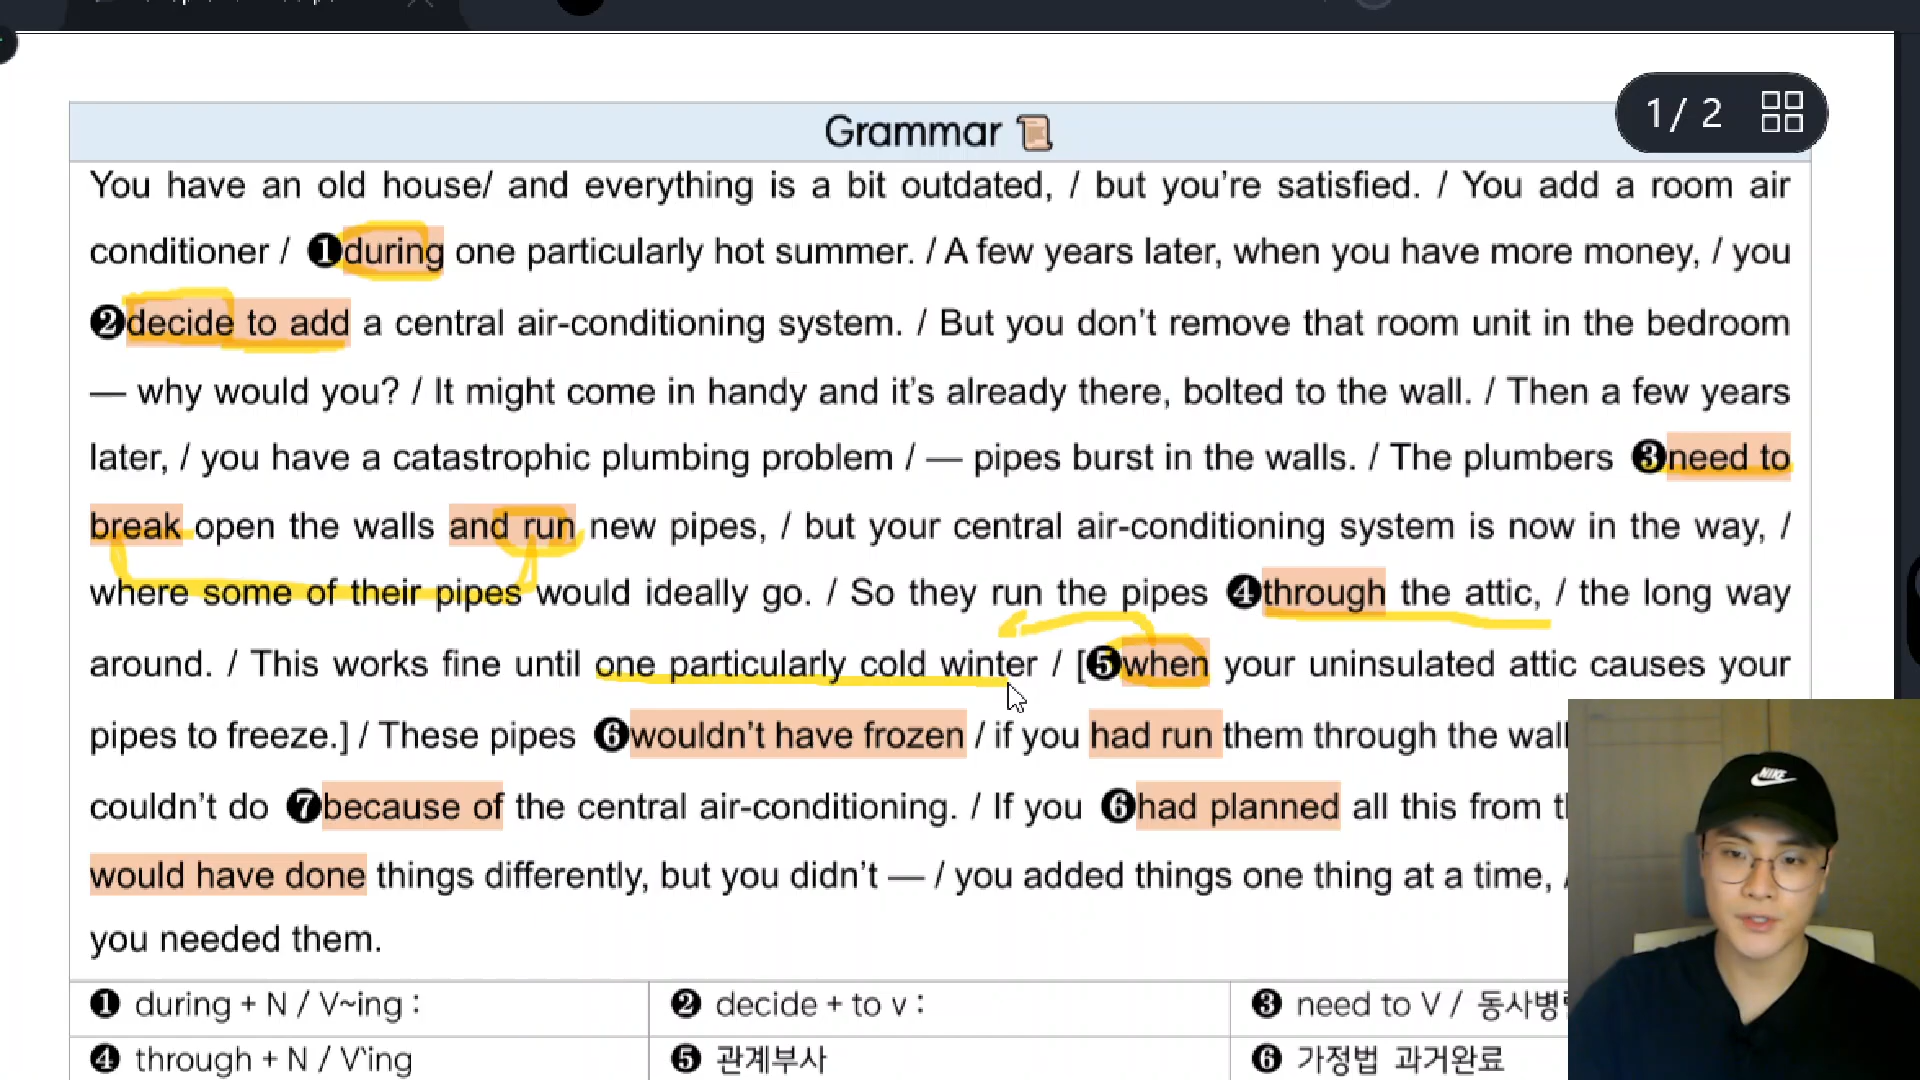 1 / 2
Grammar
You have an old house/ and everything is a bit outdated, / but you're satisfied. / You add a room air
conditioner / ❶during one particularly hot summer. / A few years later, when you have more money, / you
❷decide to add a central air-conditioning system. / But you don't remove that room unit in the bedroom
— why would you? / It might come in handy and it's already there, bolted to the wall. / Then a few years
later, / you have a catastrophic plumbing problem / — pipes burst in the walls. / The plumbers ❸need to
break open the walls and run new pipes, / but your central air-conditioning system is now in the way, /
where some of their pipes would ideally go. / So they run the pipes ❹through the attic, / the long way
around. / This works fine until one particularly cold winter / [❺when your uninsulated attic causes your
pipes to freeze.] / These pipes ❻wouldn't have frozen / if you had run them through the wall
couldn't do ❼because of the central air-conditioning. / If you ❻had planned all this from
would have done things differently, but you didn't — / you added things one thing at a time,
you needed them.
❶ during + N / V~ing :
❷ decide + to v :
❸ need to V / 동사병
❹ through + N / V`ing
❺ 관계부사
❻ 가정법 과거완료
NIKE